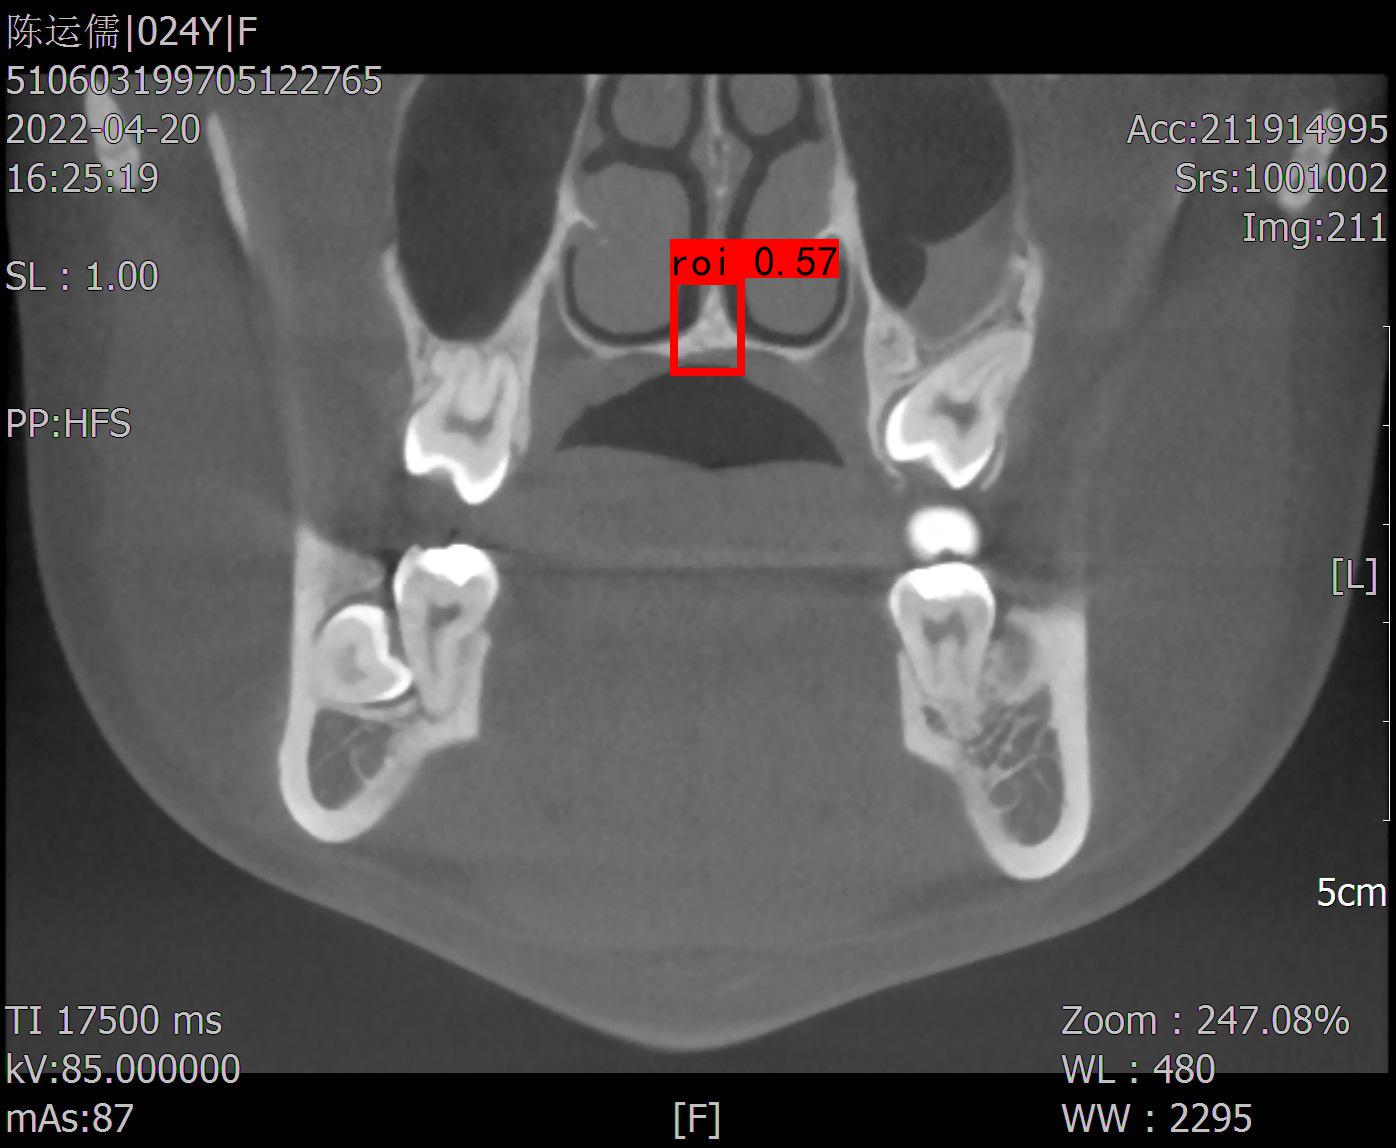 陈运儒|024Y|F
510603199705122765
2022-04-20
16:25:19
SL : 1.00
PP:HFS
Acc:211914995
Srs:1001002
Img:211
roi 0.57
[L]
5cm
TI 17500 ms
kV:85.000000
mAs:87
[F]
Zoom : 247.08%
WL : 480
WW : 2295